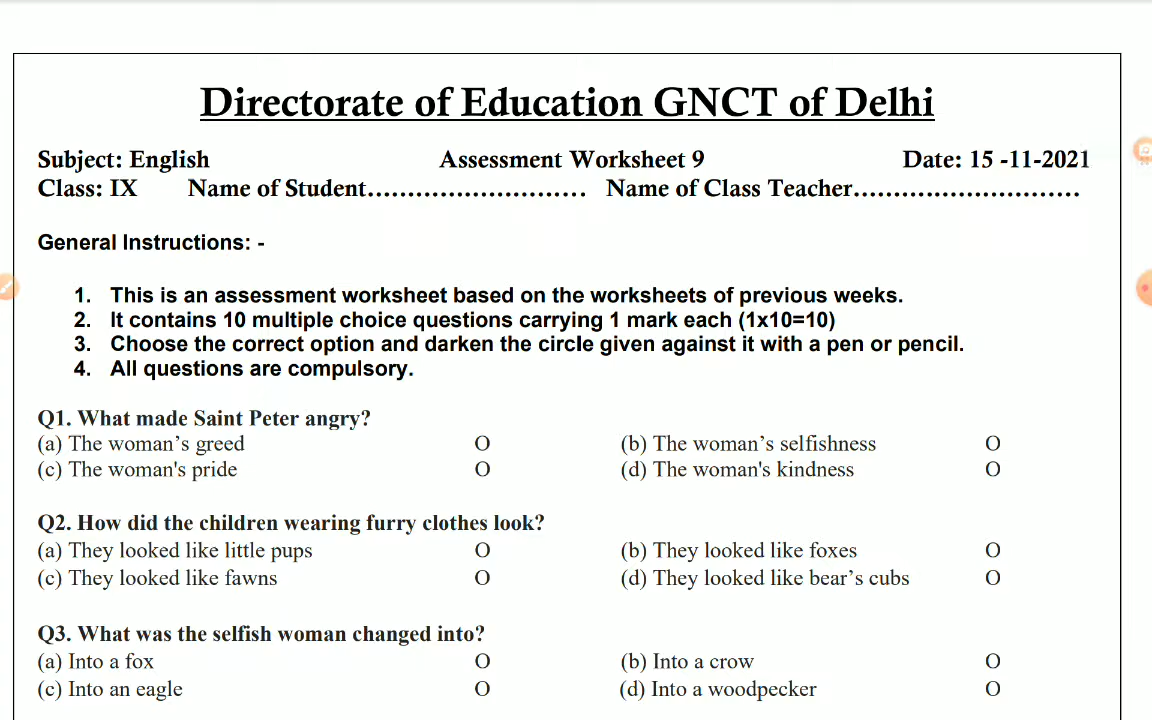 Directorate of Education GNCT of Delhi
Subject: English Assessment Worksheet 9 Date: 15 -11-2021
Class: IX Name of Student........................... Name of Class Teacher............................
General Instructions: -
1. This is an assessment worksheet based on the worksheets of previous weeks.
2. It contains 10 multiple choice questions carrying 1 mark each (1x10=10)
3. Choose the correct option and darken the circle given against it with a pen or pencil.
4. All questions are compulsory.
Q1. What made Saint Peter angry?
(a) The woman’s greed O (b) The woman’s selfishness O
(c) The woman's pride O (d) The woman's kindness O
Q2. How did the children wearing furry clothes look?
(a) They looked like little pups O (b) They looked like foxes O
(c) They looked like fawns O (d) They looked like bear’s cubs O
Q3. What was the selfish woman changed into?
(a) Into a fox O (b) Into a crow O
(c) Into an eagle O (d) Into a woodpecker O